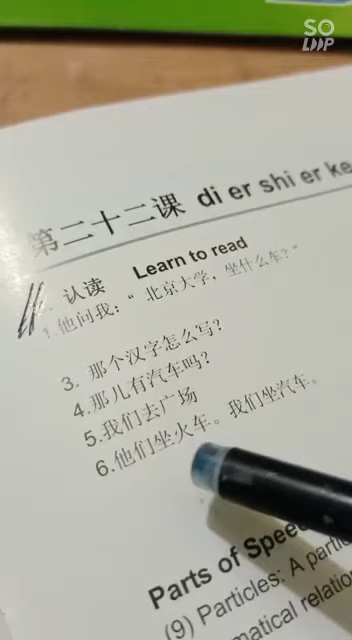 SO
LOOP
第二十二课 di er shi er ke
认读 Learn to read
1.他问我：“北京大学，坐什么车？”
3. 那个汉字怎么写？
4.那儿有汽车吗？
5.我们去广场
6.他们坐火车。我们坐汽车。
Parts of Spee
(9) Particles: A partic
matical relation